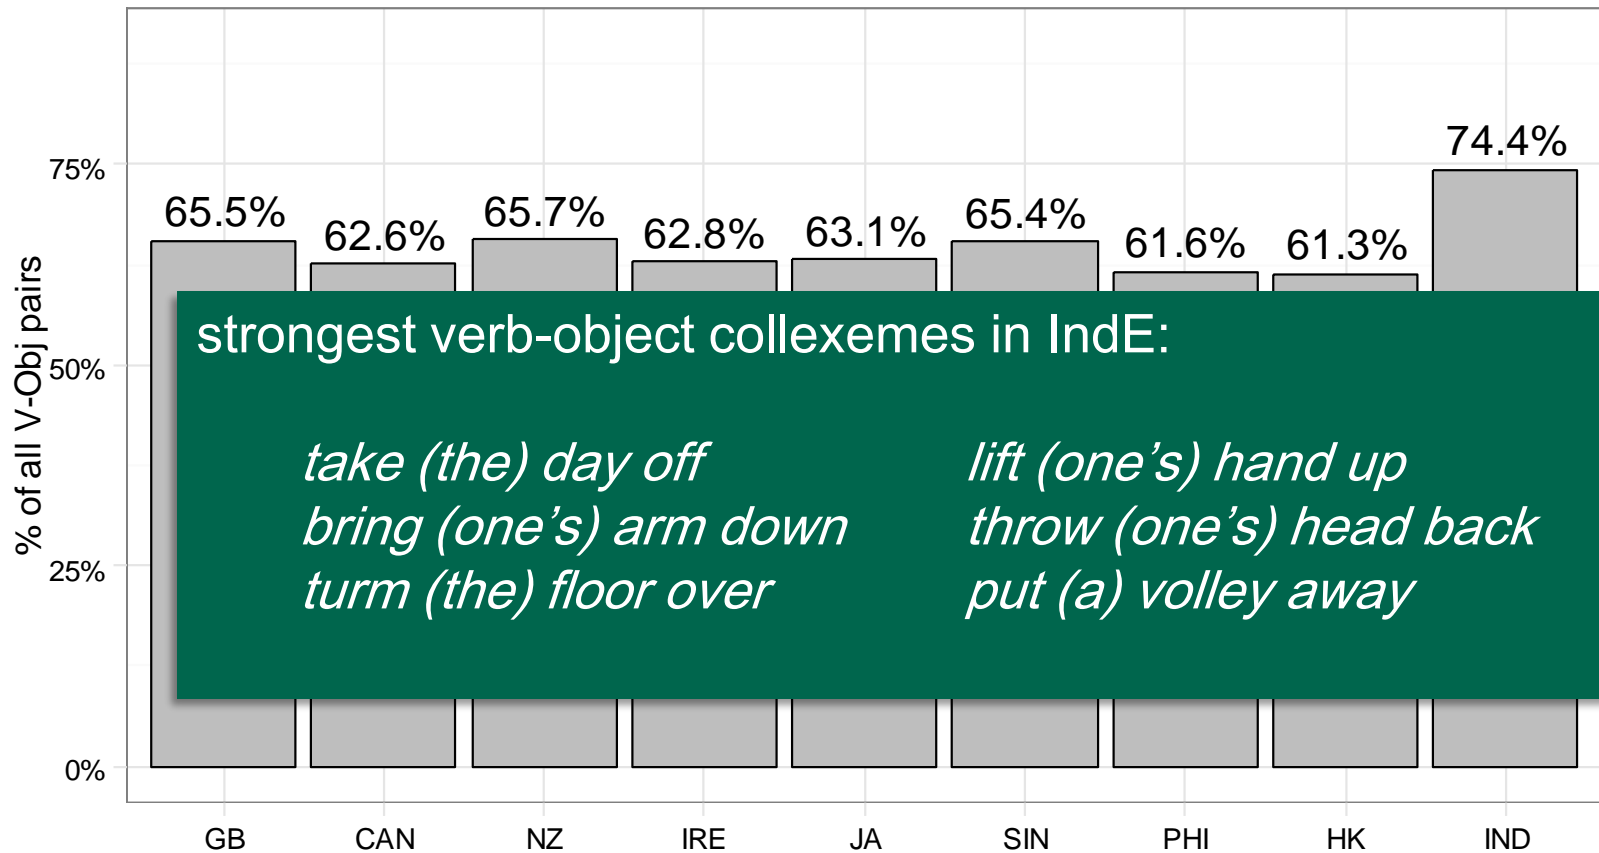 74.4%
75%
65.5%
62.6%
65.7%
62.8%
63.1%
65.4%
61.6%
61.3%
% of all V-Obj pairs
strongest verb-object collexemes in IndE:
50%
take (the) day off
lift (one's) hand up
bring (one's) arm down
throw (one's) head back
25%
turm (the) floor over
put (a) volley away
0%
GB CAN NZ IRE JA SIN PHI HK IND